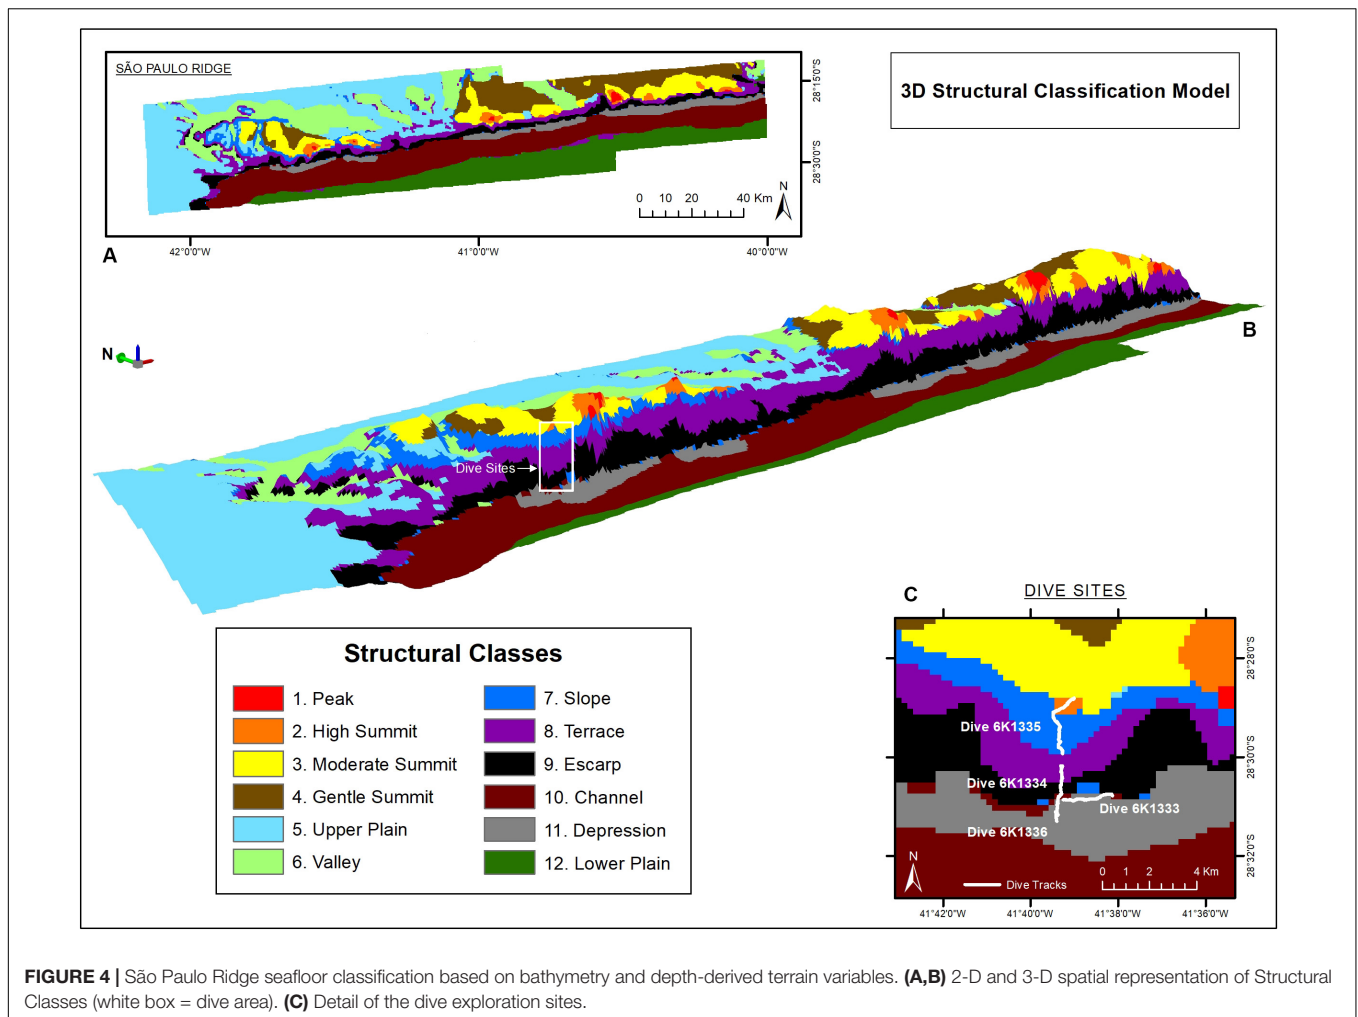 SÃO PAULO RIDGE
3D Structural Classification Model
28°15'0"S
28°30'0"S
N
0 10 20 40 Km
A
42°0'0"W
41°0'0"W
40°0'0"W
B
N
Dive Sites
C
DIVE SITES
Structural Classes
1. Peak
2. High Summit
3. Moderate Summit
4. Gentle Summit
5. Upper Plain
6. Valley
7. Slope
8. Terrace
9. Escarp
10. Channel
11. Depression
12. Lower Plain
Dive 6K1335
Dive 6K1334
Dive 6K1333
Dive 6K1336
28°28'0"S
28°30'0"S
28°32'0"S
N
Dive Tracks
0 1 2 4 Km
41°42'0"W
41°40'0"W
41°38'0"W
41°36'0"W
FIGURE 4 | São Paulo Ridge seafloor classification based on bathymetry and depth-derived terrain variables. (A,B) 2-D and 3-D spatial representation of Structural
Classes (white box = dive area). (C) Detail of the dive exploration sites.